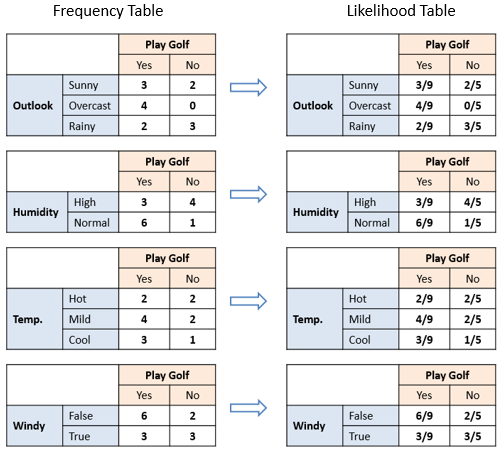 Frequency Table Likelihood Table
Play Golf Play Golf
Yes No Yes No
Sunny 3 2 Sunny 3/9 2/5
Outlook Overcast 4 0 Outlook Overcast 4/9 0/5
Rainy 2 3 Rainy 2/9 3/5
Play Golf Play Golf
Yes No Yes No
Humidity High 3 4 Humidity High 3/9 4/5
Normal 6 1 Normal 6/9 1/5
Play Golf Play Golf
Yes No Yes No
Hot 2 2 Hot 2/9 2/5
Temp. Mild 4 2 Temp. Mild 4/9 2/5
Cool 3 1 Cool 3/9 1/5
Play Golf Play Golf
Yes No Yes No
Windy False 6 2 Windy False 6/9 2/5
True 3 3 True 3/9 3/5